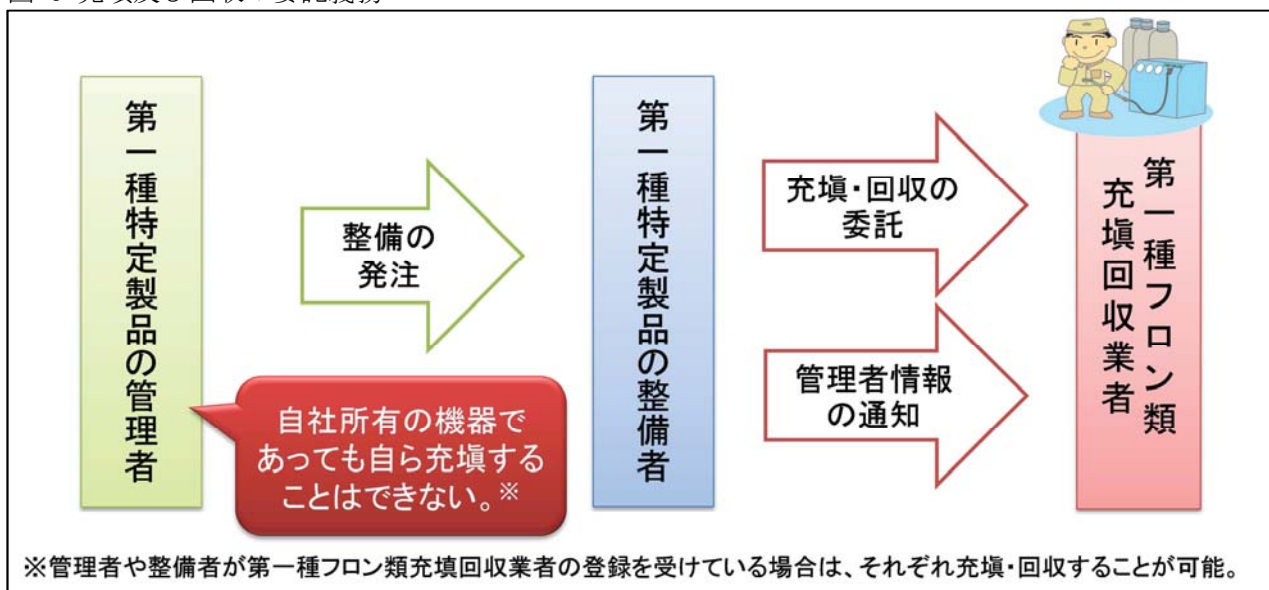 第一種特定製品の管理者
整備の
発注
自社所有の機器で
あっても自ら充塡する
ことはできない。※
第一種特定製品の整備者
充塡・回収の
委託
管理者情報
の通知
第一種フロン類
充塡回収業者
※管理者や整備者が第一種フロン類充塡回収業者の登録を受けている場合は、それぞれ充塡・回収することが可能。